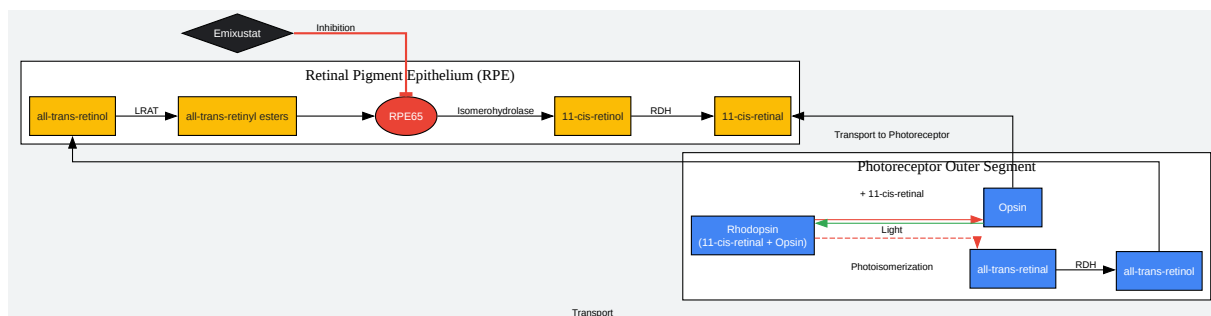 Emixustat
Inhibition
Retinal Pigment Epithelium (RPE)
all-trans-retinol
LRAT
all-trans-retinyl esters
RPE65
Isomerohydrolase
11-cis-retinol
RDH
11-cis-retinal
Transport to Photoreceptor
Photoreceptor Outer Segment
+ 11-cis-retinal
Opsin
Rhodopsin
(11-cis-retinal + Opsin)
Light
Photoisomerization
all-trans-retinal
RDH
all-trans-retinol
Transport